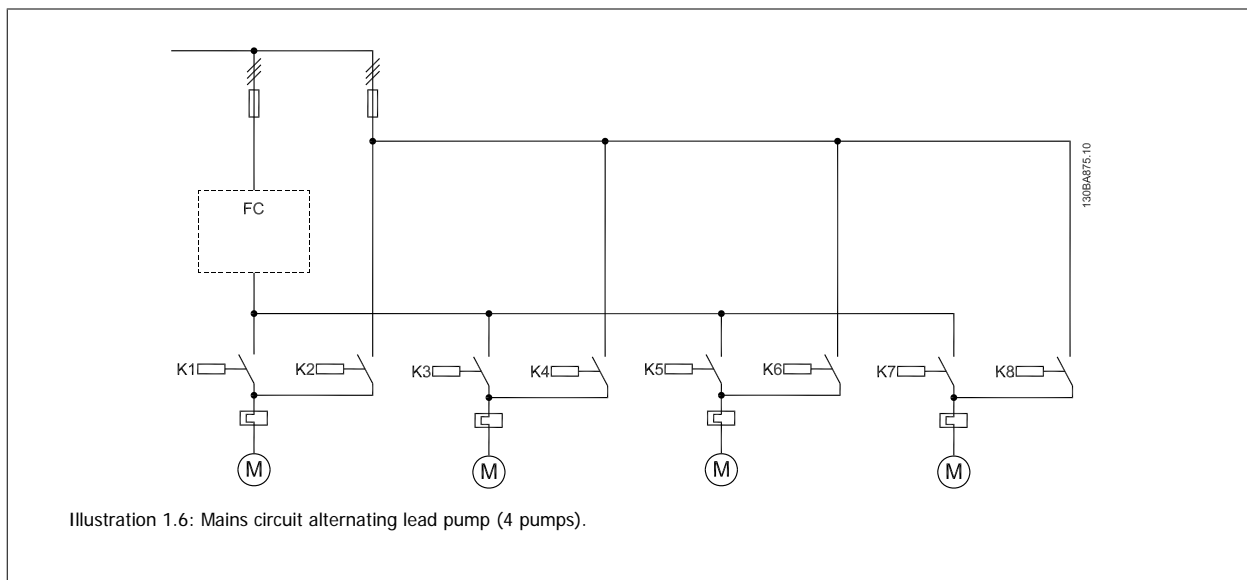 FC
130BA875.10
K1
K2
K3
K4
K5
K6
K7
K8
M
M
M
M
Illustration 1.6: Mains circuit alternating lead pump (4 pumps).